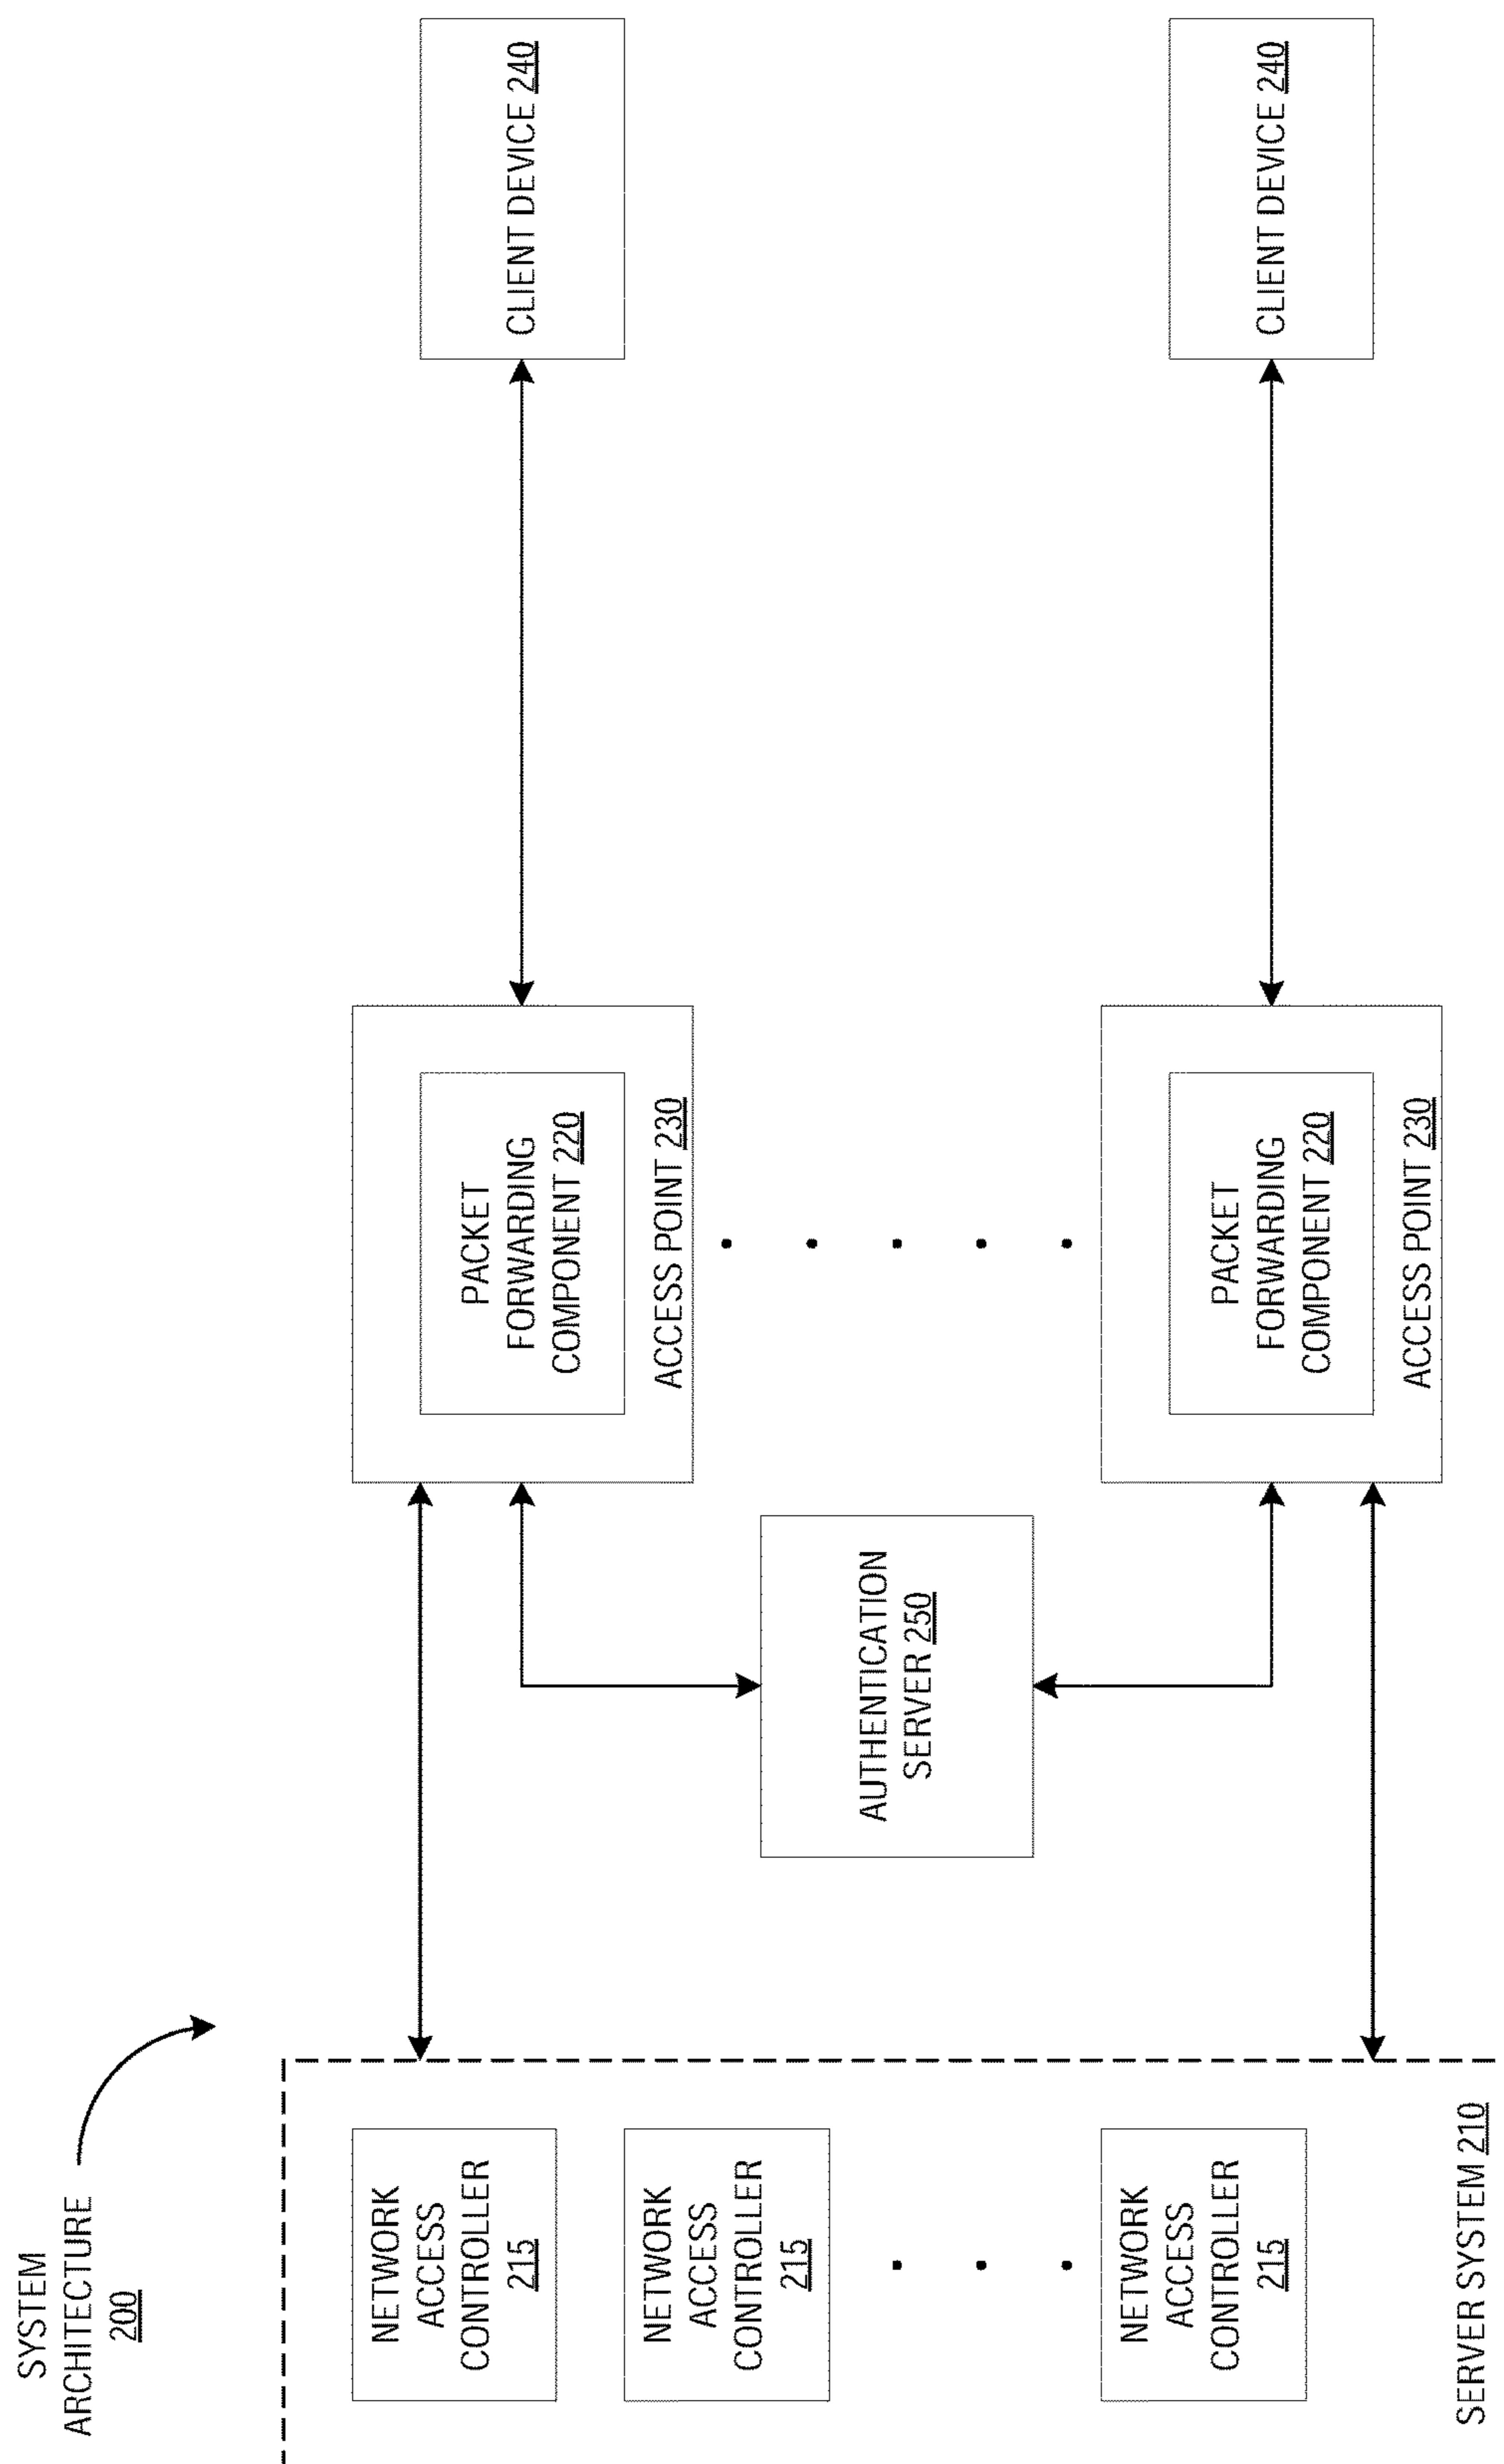 SYSTEM
ARCHITECTURE
200
NETWORK
ACCESS
CONTROLLER
215
NETWORK
ACCESS
CONTROLLER
215
NETWORK
ACCESS
CONTROLLER
215
SERVER SYSTEM 210
AUTHENTICATION
SERVER 250
PACKET
FORWARDING
COMPONENT 220
ACCESS POINT 230
PACKET
FORWARDING
COMPONENT 220
ACCESS POINT 230
CLIENT DEVICE 240
CLIENT DEVICE 240